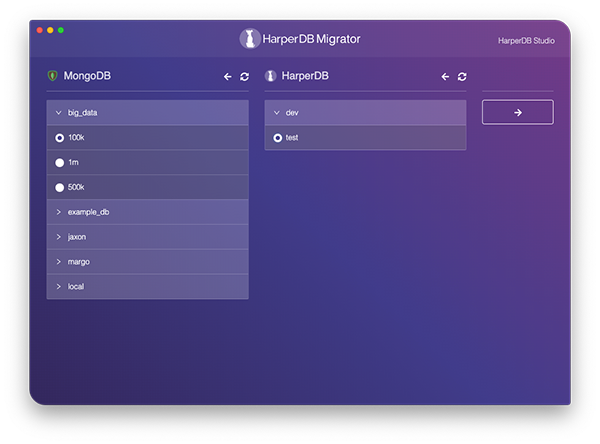 HarperDB Migrator
HarperDB Studio
MongoDB
big_data
100k
1m
500k
example_db
jaxon
margo
local
HarperDB
dev
test